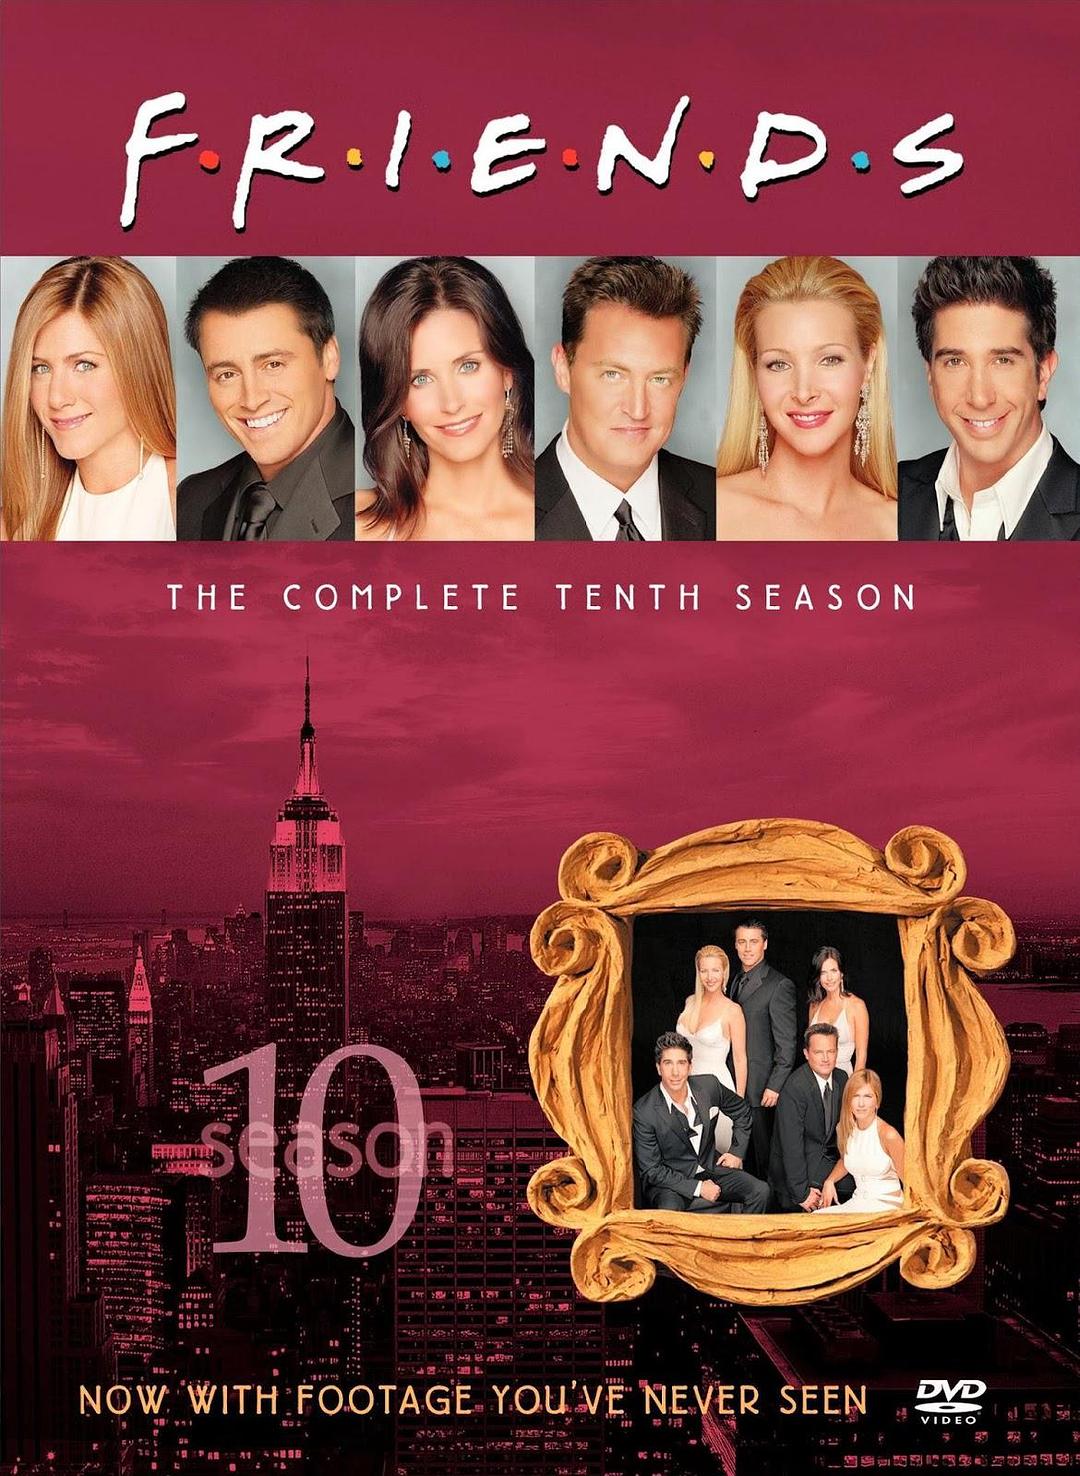 F·R·I·E·N·D·S
THE COMPLETE TENTH SEASON
10
season
NOW WITH FOOTAGE YOU'VE NEVER SEEN
DVD
VIDEO